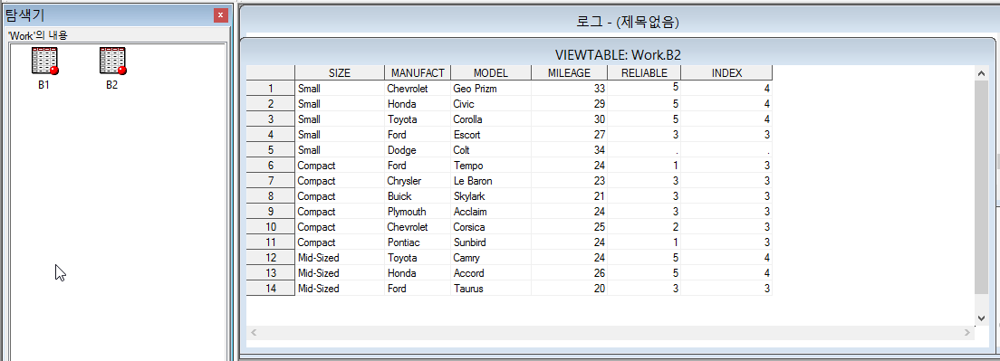 탐색기
'Work'의 내용
B1 B2
로그 - (제목없음)
VIEWTABLE: Work.B2
SIZE MANUFACT MODEL MILEAGE RELIABLE INDEX
1 Small Chevrolet Geo Prizm 33 5 4
2 Small Honda Civic 29 5 4
3 Small Toyota Corolla 30 5 4
4 Small Ford Escort 27 3 3
5 Small Dodge Colt 34 . .
6 Compact Ford Tempo 24 1 3
7 Compact Chrysler Le Baron 23 3 3
8 Compact Buick Skylark 21 3 3
9 Compact Plymouth Acclaim 24 3 3
10 Compact Chevrolet Corsica 25 2 3
11 Compact Pontiac Sunbird 24 1 3
12 Mid-Sized Toyota Camry 24 5 4
13 Mid-Sized Honda Accord 26 5 4
14 Mid-Sized Ford Taurus 20 3 3